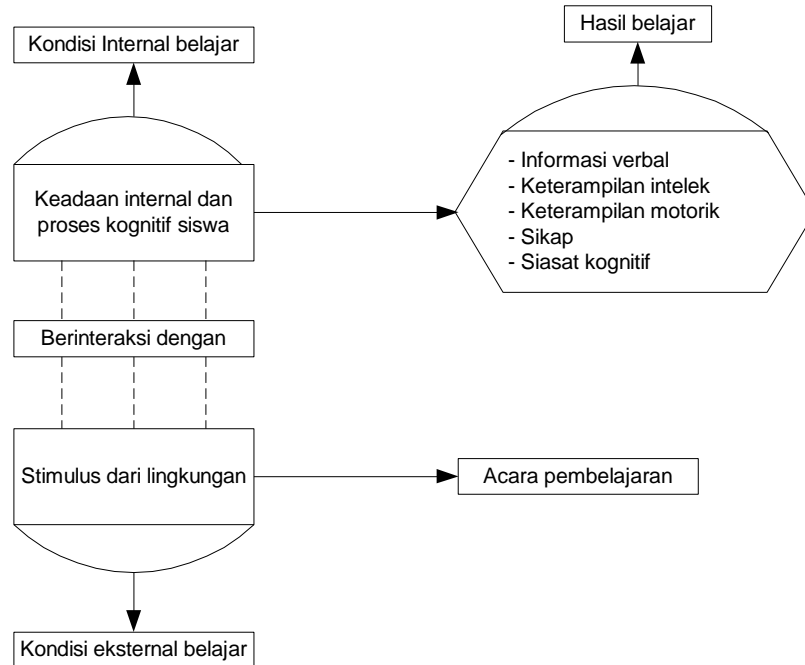 Kondisi Internal belajar
Hasil belajar
Keadaan internal dan
proses kognitif siswa
- Informasi verbal
- Keterampilan intelek
- Keterampilan motorik
- Sikap
- Siasat kognitif
Berinteraksi dengan
Stimulus dari lingkungan
Acara pembelajaran
Kondisi eksternal belajar